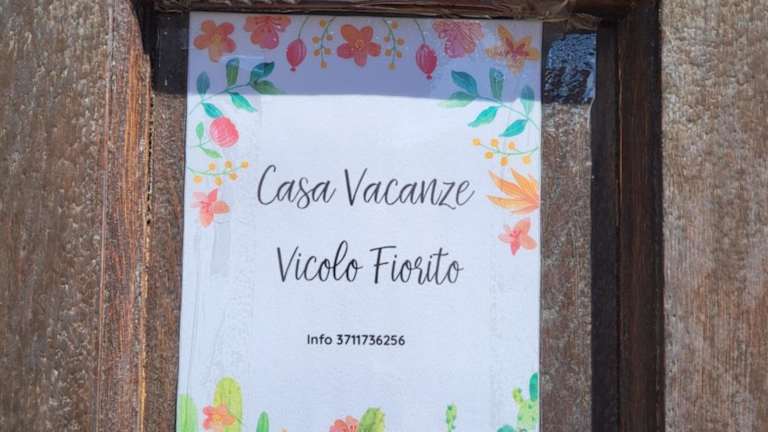 Casa Vacanze
Vicolo Fiorito
Info 3711736256